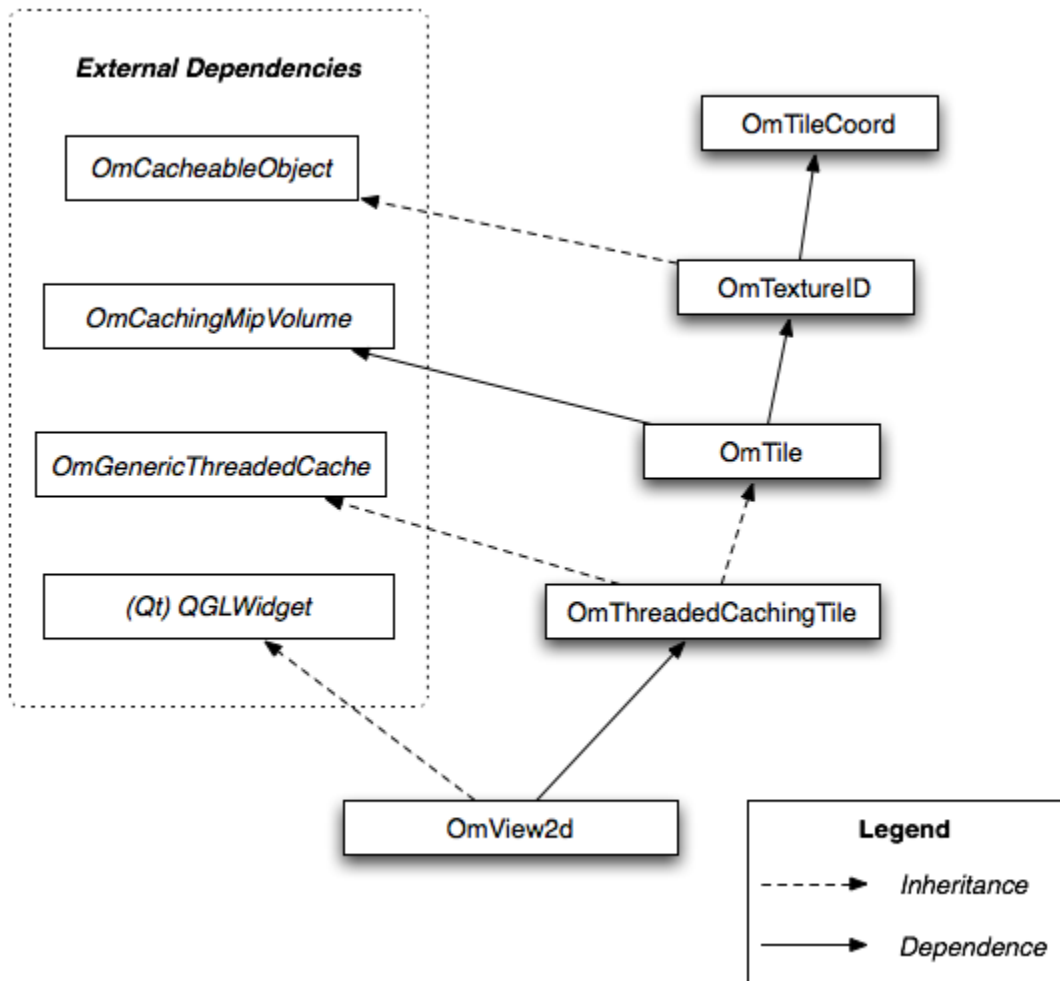 External Dependencies
OmTileCoord
OmCacheableObject
OmTextureID
OmCachingMipVolume
OmTile
OmGenericThreadedCache
(Qt) QGLWidget
OmThreadedCachingTile
OmView2d
Legend
Inheritance
Dependence